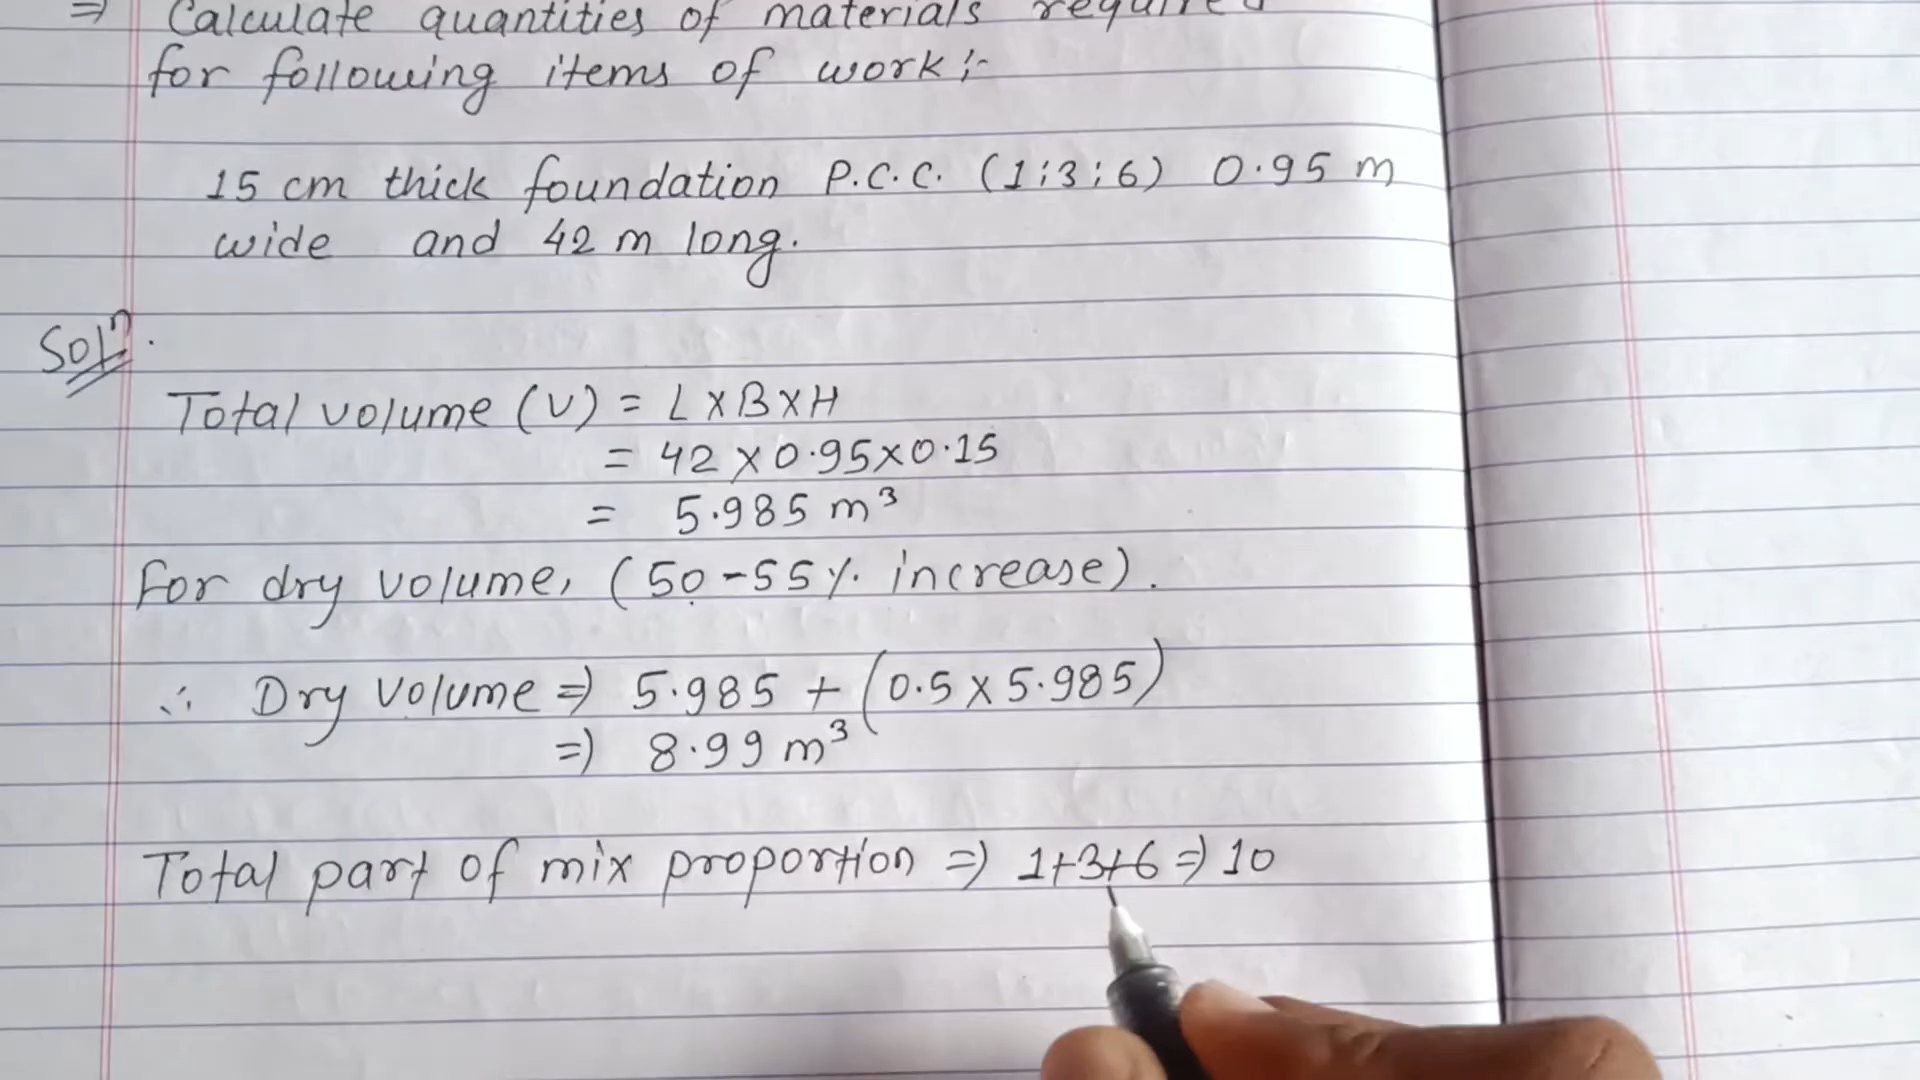 ⇒ Calculate quantities of materials required
for following items of work :-
15 cm thick foundation P.C.C. (1:3:6) 0.95 m
wide and 42 m long.
Solⁿ.
Total volume (V) = L X B X H
= 42 X 0.95 X 0.15
= 5.985 m³
For dry volume, (50-55% increase).
∴ Dry volume ⇒ 5.985 + (0.5 X 5.985)
⇒ 8.99 m³
Total part of mix proportion ⇒ 1+3+6 ⇒ 10